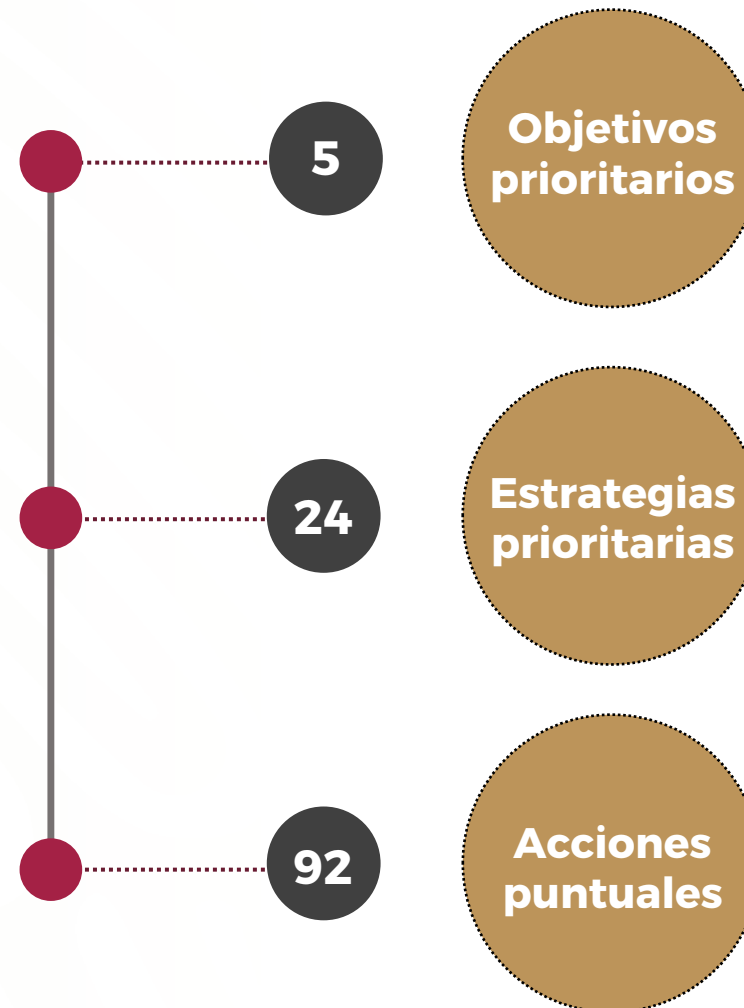 5
Objetivos
prioritarios
24
Estrategias
prioritarias
92
Acciones
puntuales